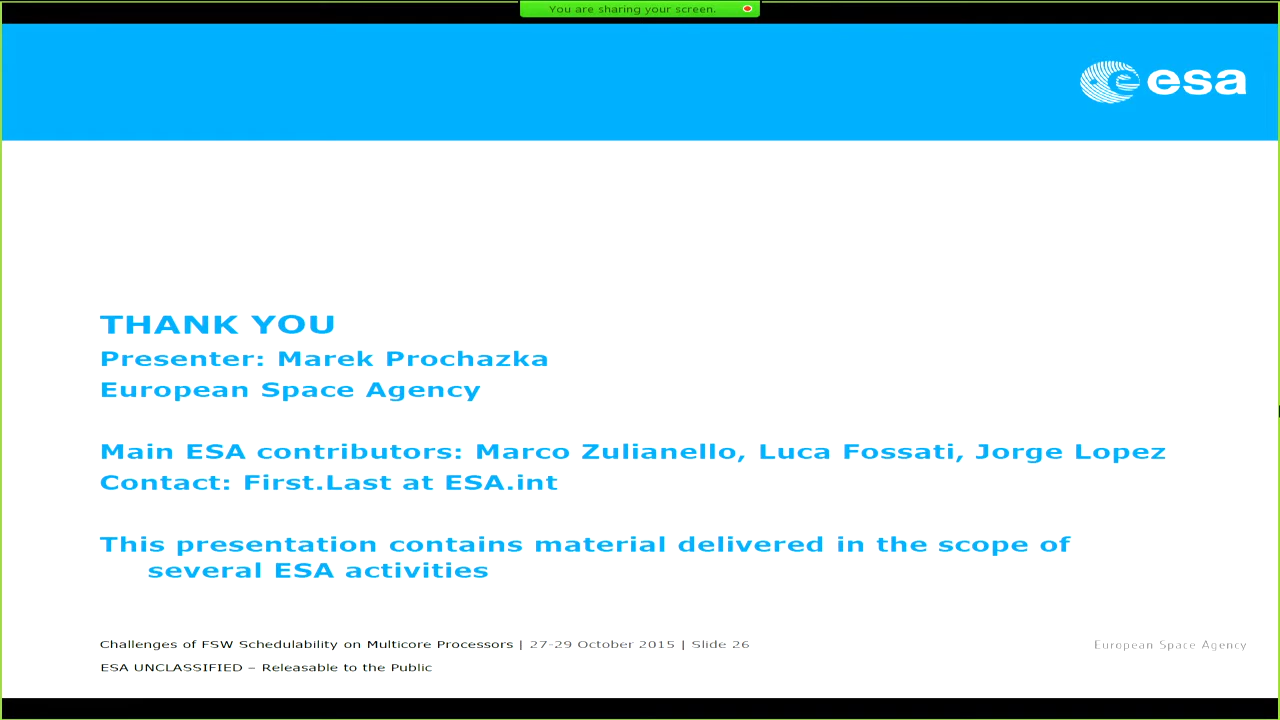 You are sharing your screen.
esa
THANK YOU
Presenter: Marek Prochazka
European Space Agency
Main ESA contributors: Marco Zulianello, Luca Fossati, Jorge Lopez
Contact: First.Last at ESA.int
This presentation contains material delivered in the scope of
several ESA activities
Challenges of FSW Schedulability on Multicore Processors | 27-29 October 2015 | Slide 26
European Space Agency
ESA UNCLASSIFIED – Releasable to the Public